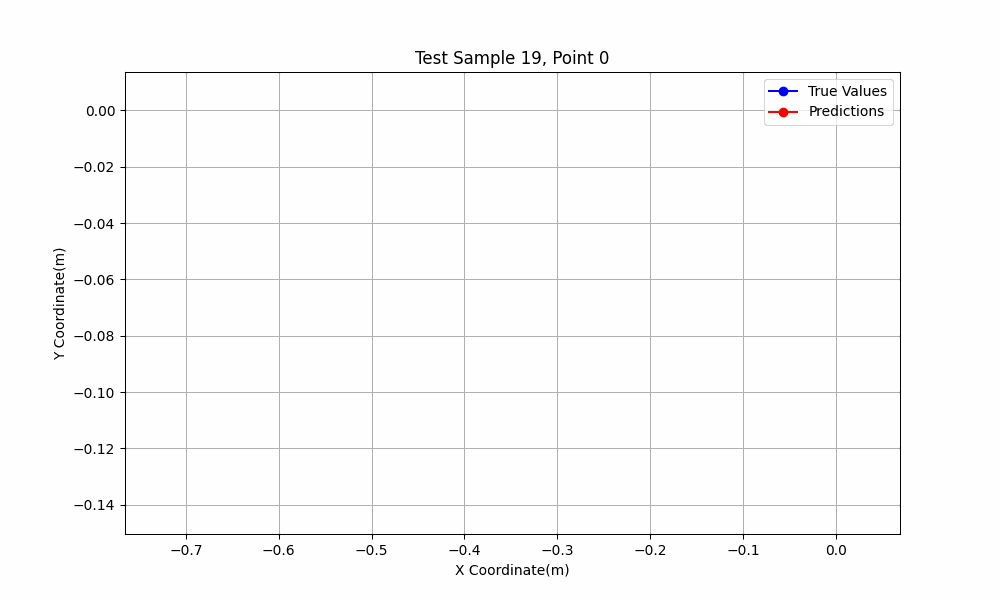 Test Sample 19, Point 0
True Values
Predictions
0.00
−0.02
−0.04
−0.06
−0.08
−0.10
−0.12
−0.14
Y Coordinate(m)
−0.7 −0.6 −0.5 −0.4 −0.3 −0.2 −0.1 0.0
X Coordinate(m)